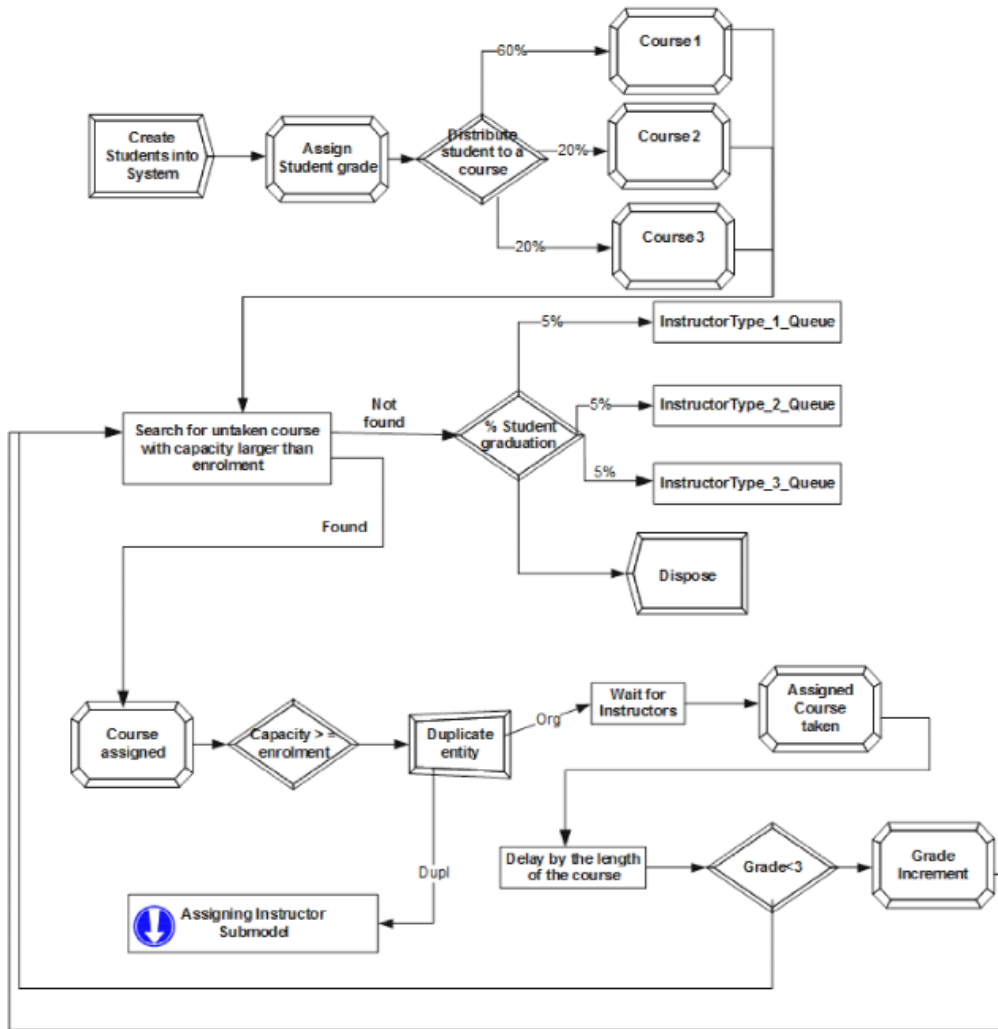 Create
Students into
System
Assign
Student grade
Distribute
student to a
course
60%
20%
20%
Course 1
Course 2
Course 3
Search for untaken course
with capacity larger than
enrolment
Not
found
Found
% Student
graduation
5%
5%
5%
InstructorType_1_Queue
InstructorType_2_Queue
InstructorType_3_Queue
Dispose
Course
assigned
Capacity > =
enrolment
Duplicate
entity
Org
Wait for
Instructors
Assigned
Course
taken
Dupl
Assigning Instructor
Submodel
Delay by the length
of the course
Grade<3
Grade
Increment